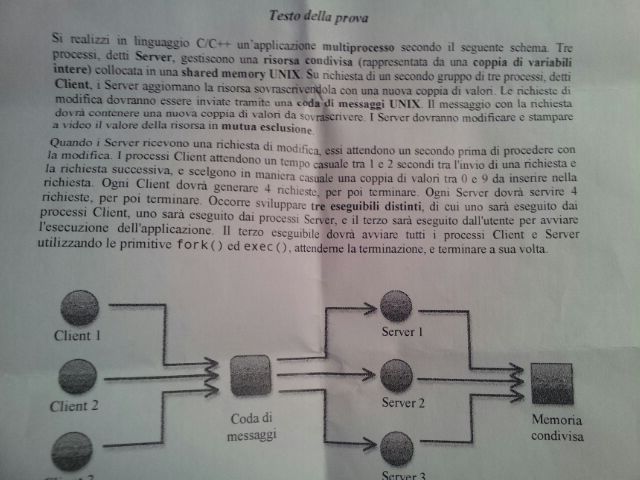 Testo della prova
Si realizzi in linguaggio C/C++ un'applicazione multiprocesso secondo il seguente schema. Tre
processi, detti Server, gestiscono una risorsa condivisa (rappresentata da una coppia di variabili
intere) collocata in una shared memory UNIX. Su richiesta di un secondo gruppo di tre processi, detti
Client, i Server aggiornano la risorsa sovrascrivendola con una nuova coppia di valori. Le richieste di
modifica dovranno essere inviate tramite una coda di messaggi UNIX. Il messaggio con la richiesta
dovrà contenere una nuova coppia di valori da sovrascrivere. I Server dovranno modificare e stampare
a video il valore della risorsa in mutua esclusione.
Quando i Server ricevono una richiesta di modifica, essi attendono un secondo prima di procedere con
la modifica. I processi Client attendono un tempo casuale tra 1 e 2 secondi tra l'invio di una richiesta e
la richiesta successiva, e scelgono in maniera casuale una coppia di valori tra 0 e 9 da inserire nella
richiesta. Ogni Client dovrà generare 4 richieste, per poi terminare. Ogni Server dovrà servire 4
richieste, per poi terminare. Occorre sviluppare tre eseguibili distinti, di cui uno sarà eseguito dai
processi Client, uno sarà eseguito dai processi Server, e il terzo sarà eseguito dall'utente per avviare
l'esecuzione dell'applicazione. Il terzo eseguibile dovrà avviare tutti i processi Client e Server
utilizzando le primitive fork() ed exec(), attenderne la terminazione, e terminare a sua volta.
Client 1
Server 1
Client 2
Server 2
Coda di
messaggi
Memoria
condivisa
Server 3
Client 3